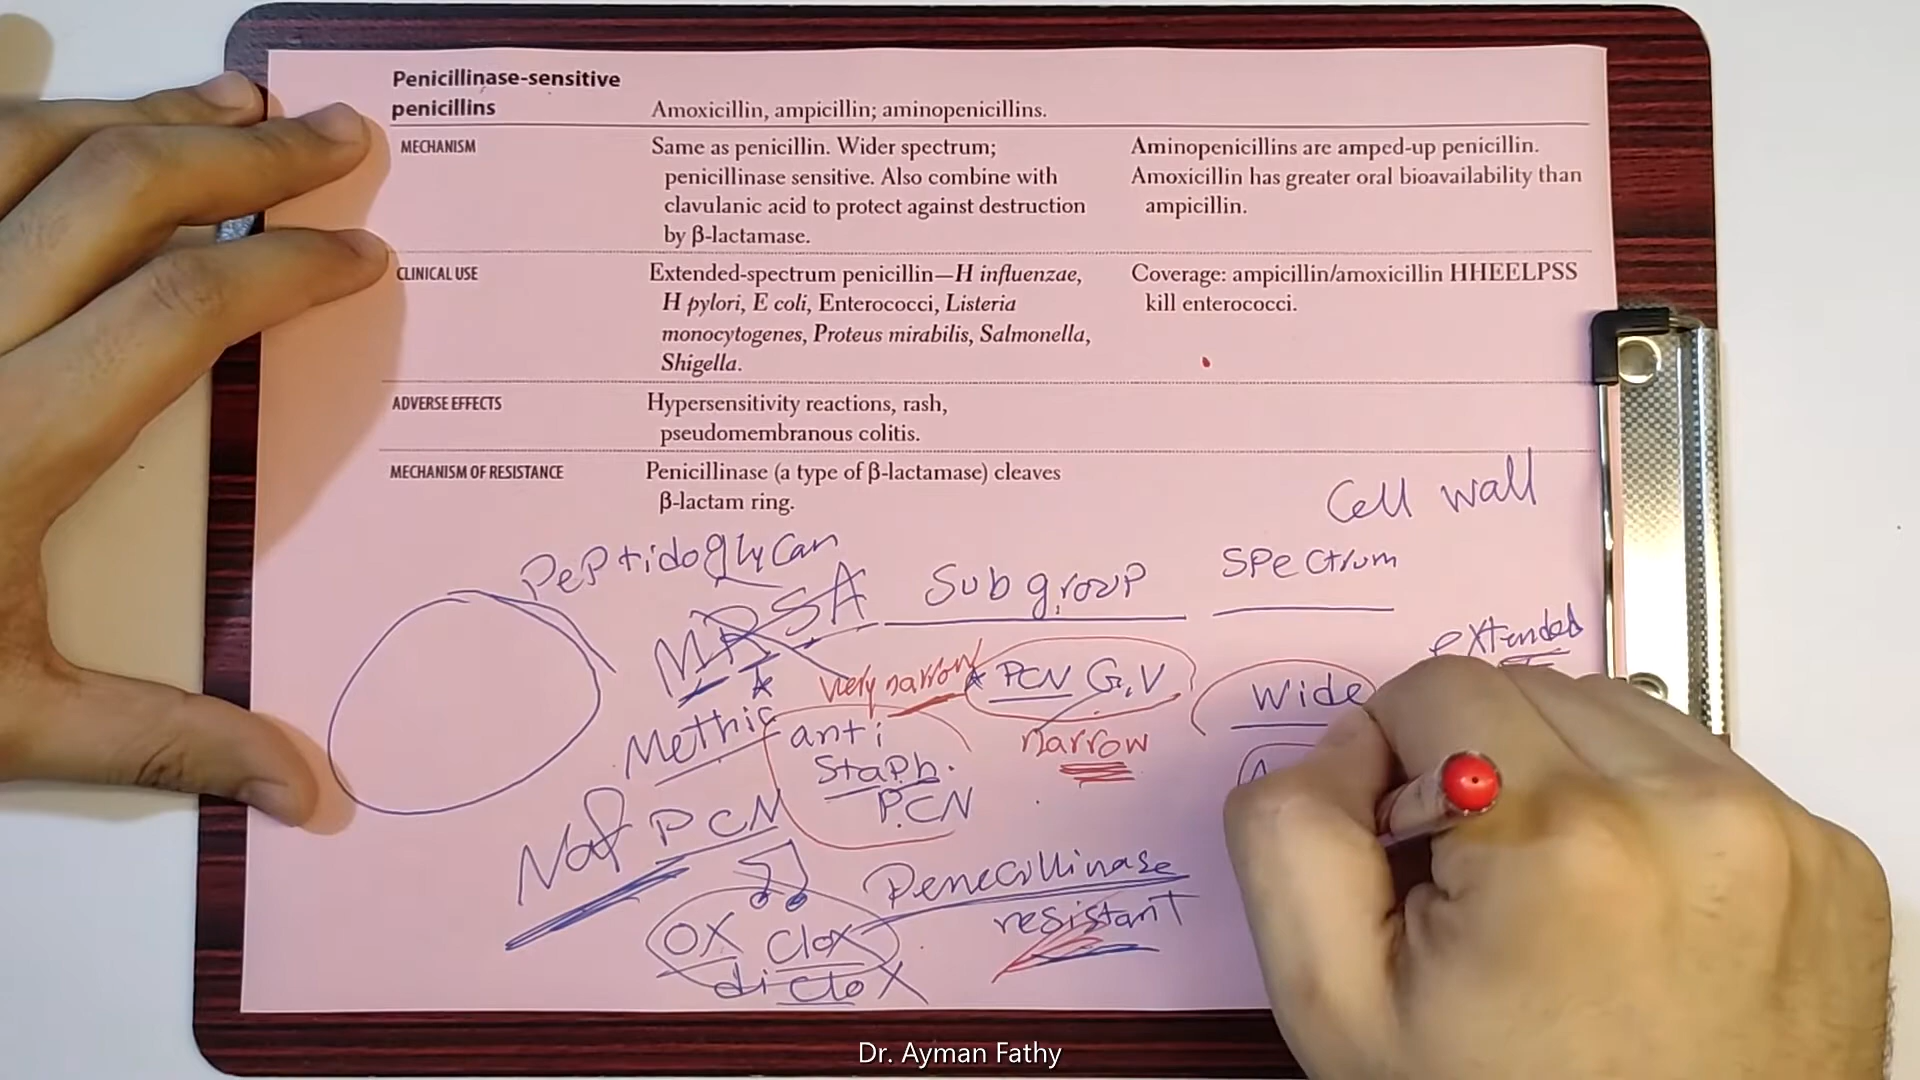 Penicillinase-sensitive
penicillins
Amoxicillin, ampicillin; aminopenicillins.
MECHANISM
Same as penicillin. Wider spectrum;
penicillinase sensitive. Also combine with
clavulanic acid to protect against destruction
by β-lactamase.
Aminopenicillins are amped-up penicillin.
Amoxicillin has greater oral bioavailability than
ampicillin.
CLINICAL USE
Extended-spectrum penicillin—H influenzae,
H pylori, E coli, Enterococci, Listeria
monocytogenes, Proteus mirabilis, Salmonella,
Shigella.
Coverage: ampicillin/amoxicillin HHEELPSS
kill enterococci.
ADVERSE EFFECTS
Hypersensitivity reactions, rash,
pseudomembranous colitis.
MECHANISM OF RESISTANCE
Penicillinase (a type of β-lactamase) cleaves
β-lactam ring.
Cell wall
Peptidoglycan
MRSA
Subgroup
Spectrum
extended
very narrow
PCN G,V
narrow
wide
Methic
anti
Staph.
P.CN
Naf PCN
Penecillinase
resistant
OX Clox
diclox
Dr. Ayman Fathy